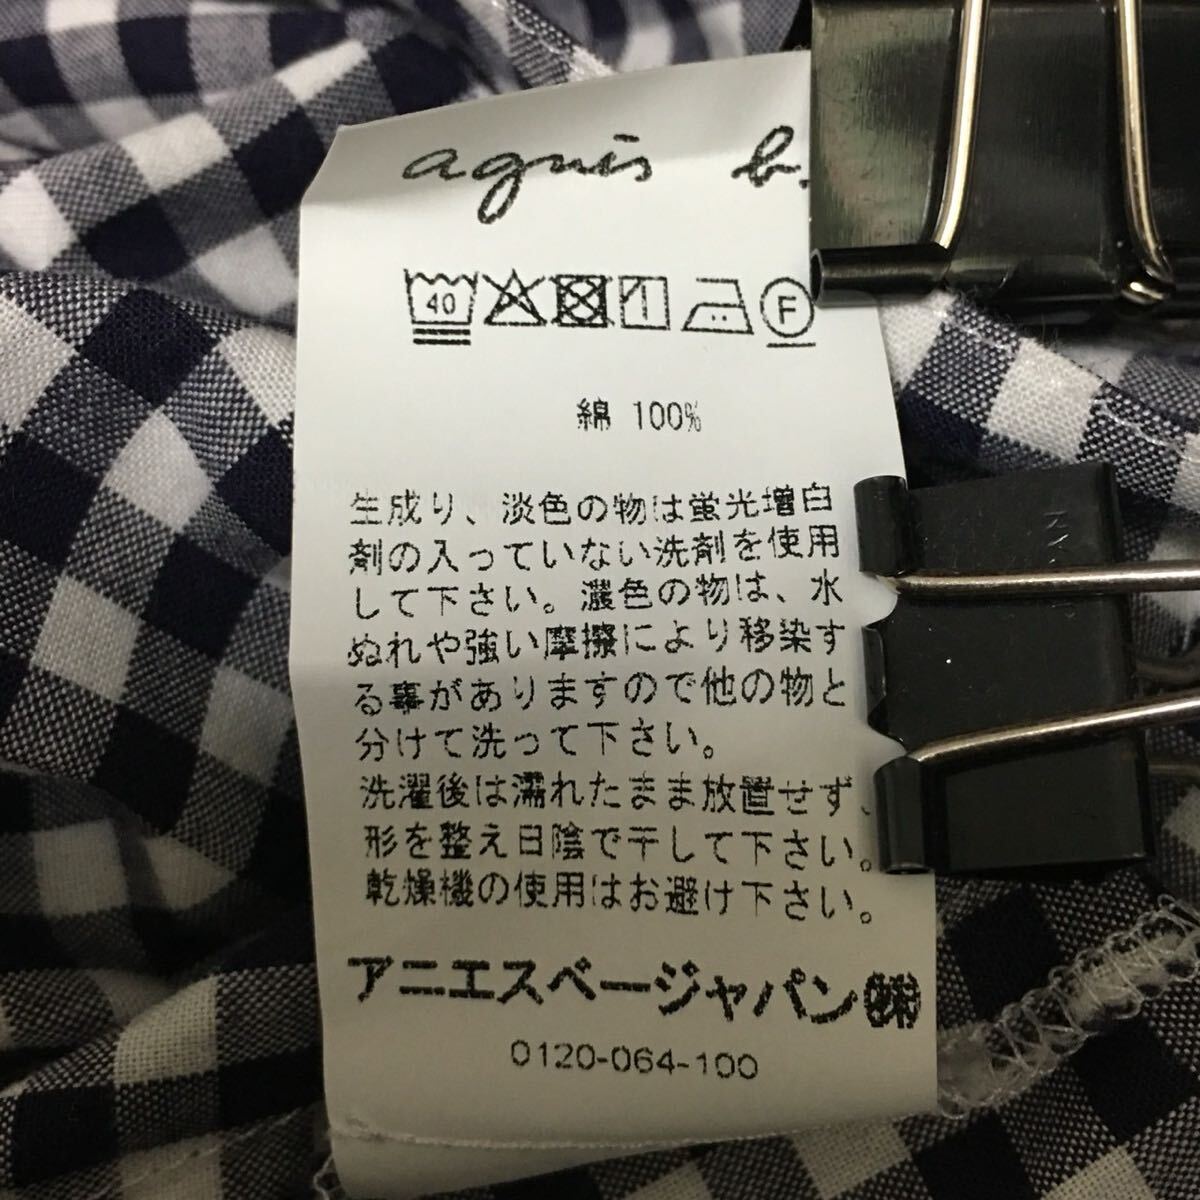 agnès b.
40 F
綿 100%
生成り、淡色の物は蛍光増白
剤の入っていない洗剤を使用
して下さい。濃色の物は、水
ぬれや強い摩擦により移染す
る事がありますので他の物と
分けて洗って下さい。
洗濯後は濡れたまま放置せず、
形を整え日陰で干して下さい。
乾燥機の使用はお避け下さい。
アニエスベージャパン㈱
0120-064-100